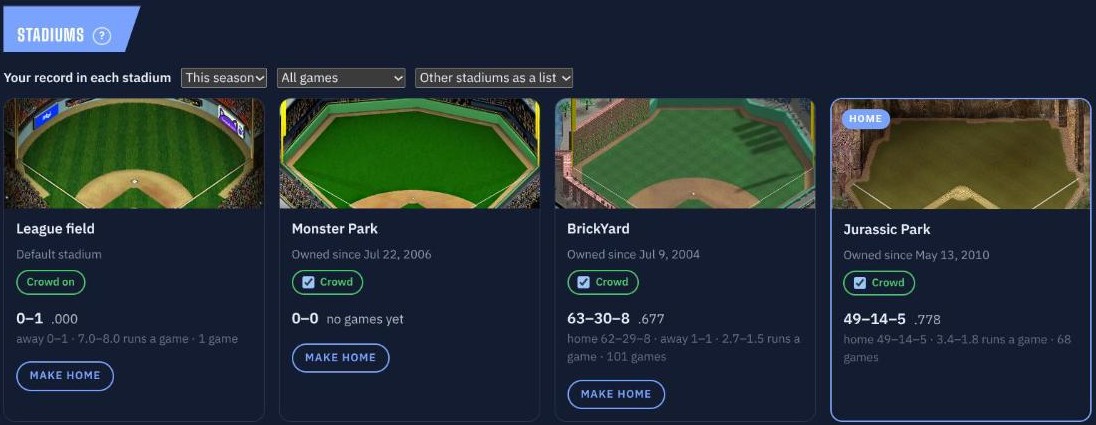 STADIUMS ?
Your record in each stadium This season All games Other stadiums as a list
HOME
League field
Default stadium
Crowd on
0–1 .000
away 0–1 · 7.0–8.0 runs a game · 1 game
MAKE HOME
Monster Park
Owned since Jul 22, 2006
Crowd
0–0 no games yet
MAKE HOME
BrickYard
Owned since Jul 9, 2004
Crowd
63–30–8 .677
home 62–29–8 · away 1–1 · 2.7–1.5 runs a
game · 101 games
MAKE HOME
Jurassic Park
Owned since May 13, 2010
Crowd
49–14–5 .778
home 49–14–5 · 3.4–1.8 runs a game · 68
games